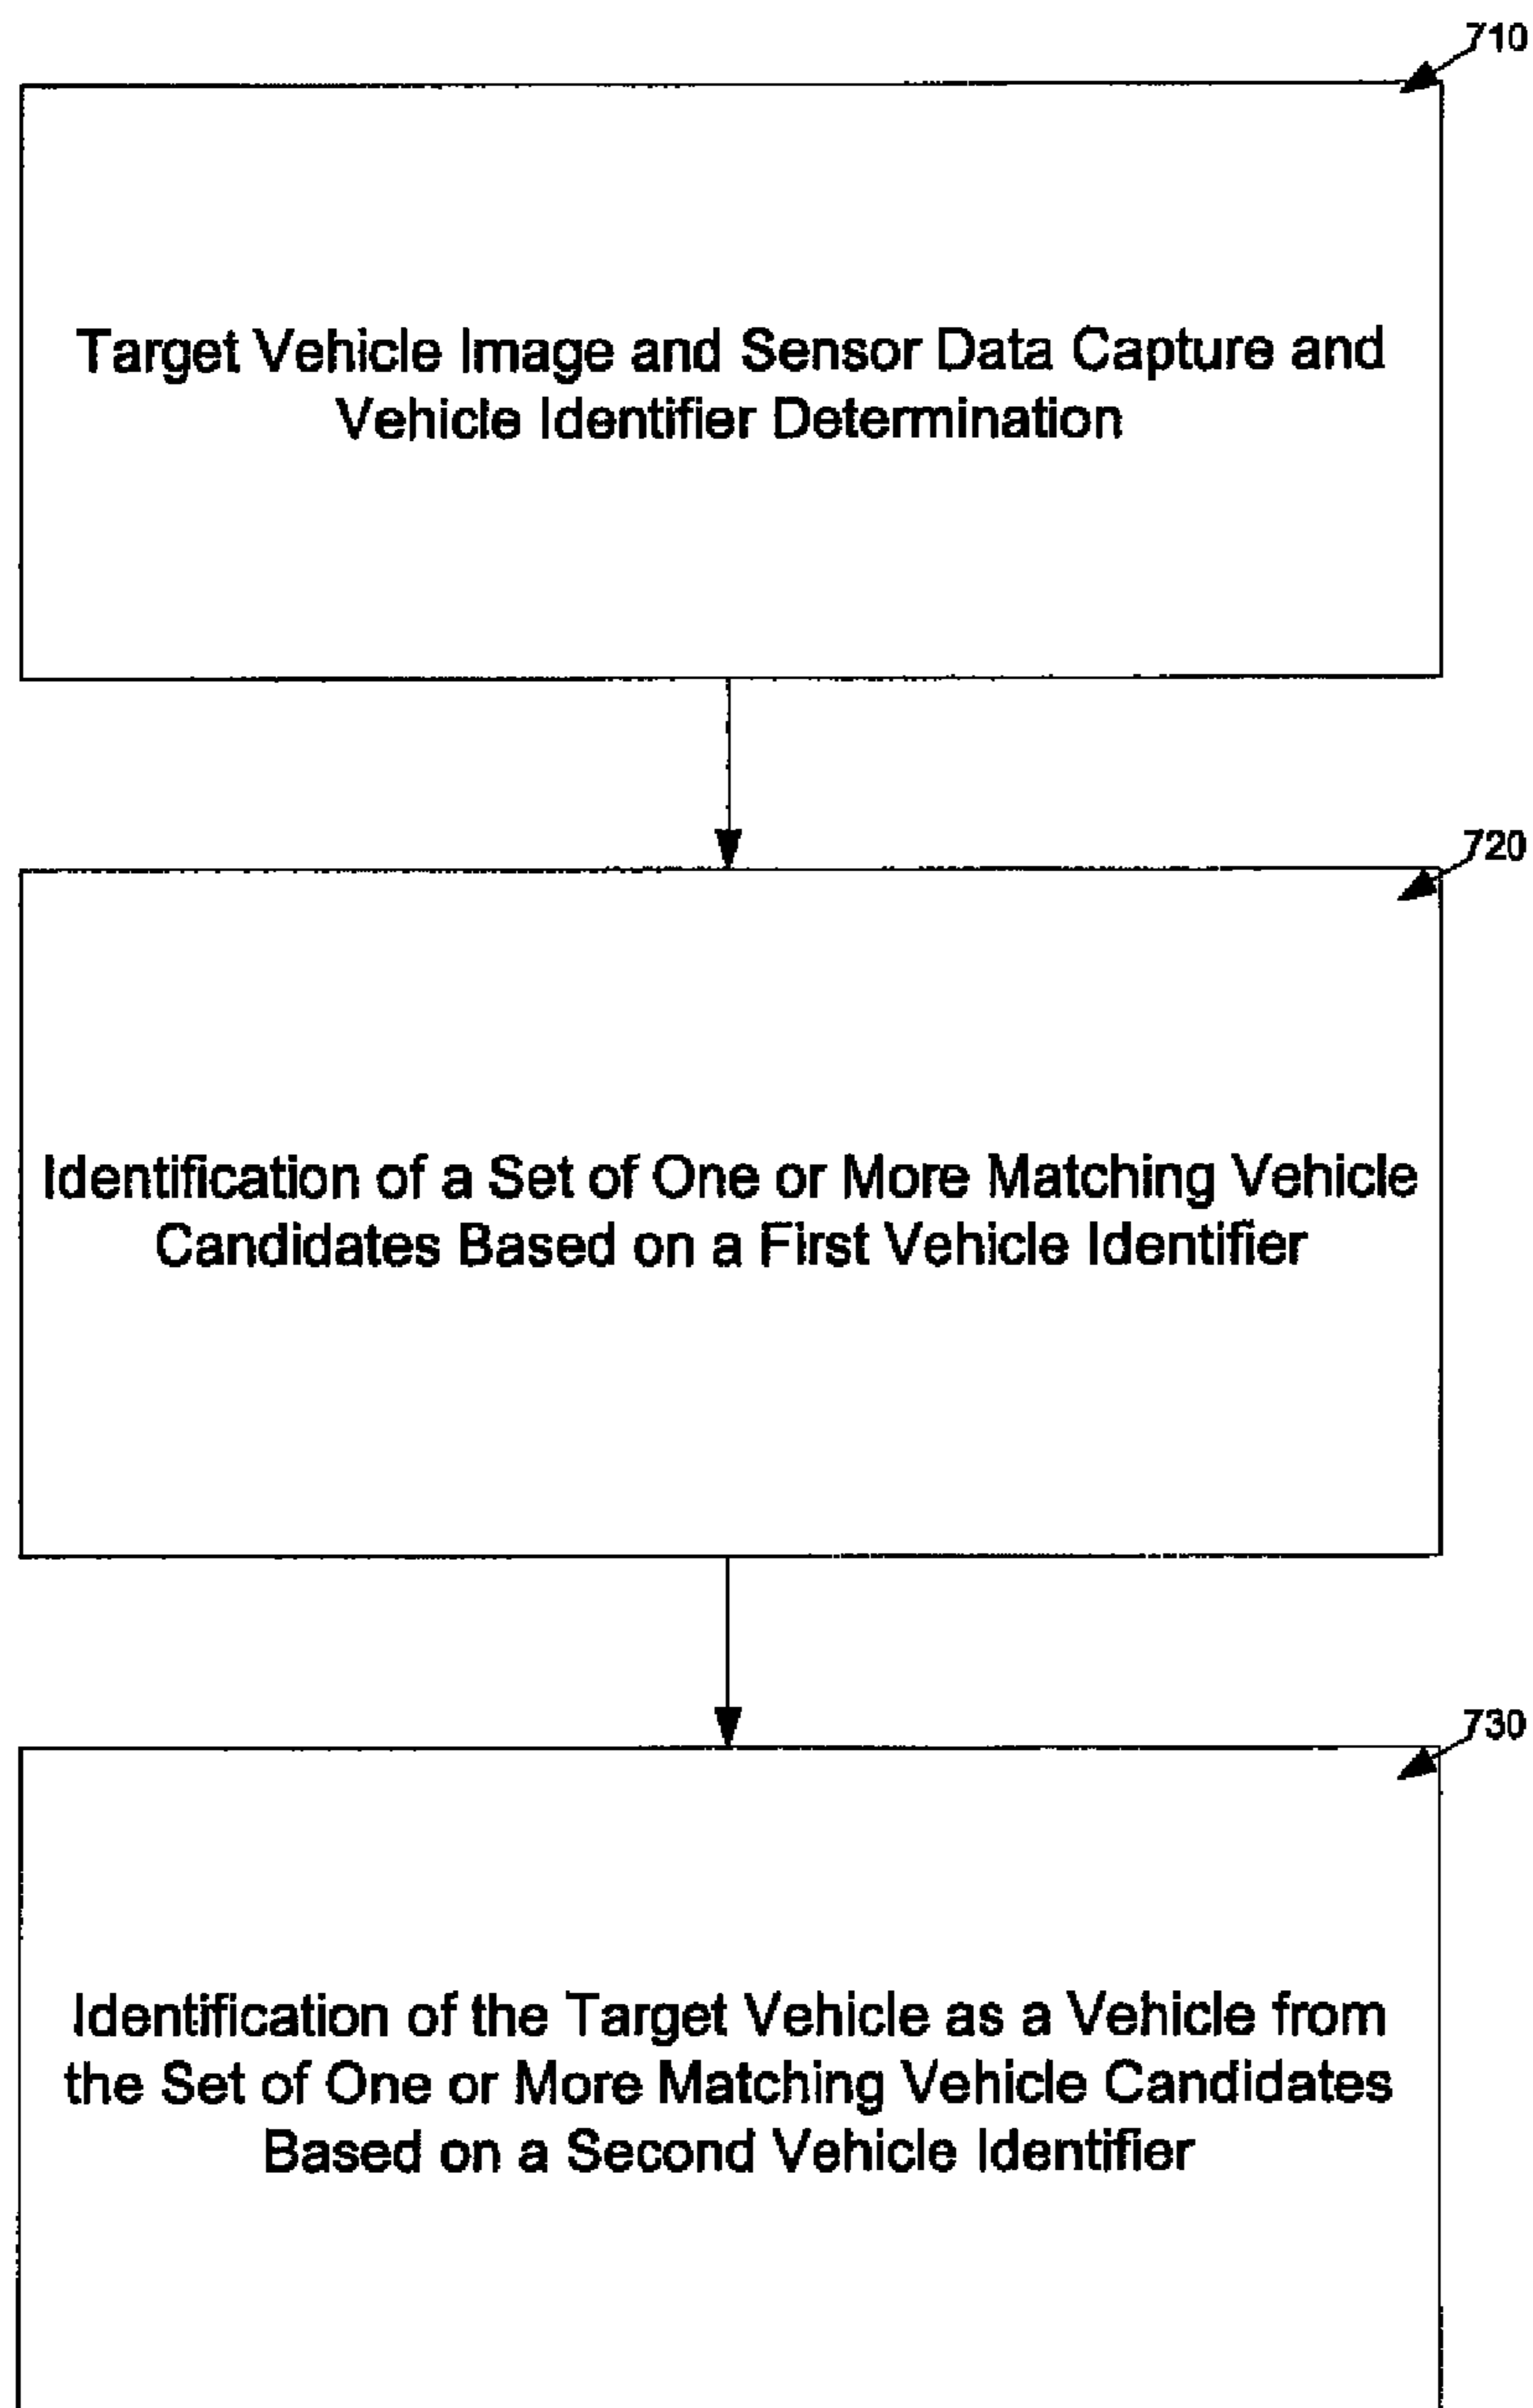 710
Target Vehicle Image and Sensor Data Capture and
Vehicle Identifier Determination
720
Identification of a Set of One or More Matching Vehicle
Candidates Based on a First Vehicle Identifier
730
Identification of the Target Vehicle as a Vehicle from
the Set of One or More Matching Vehicle Candidates
Based on a Second Vehicle Identifier